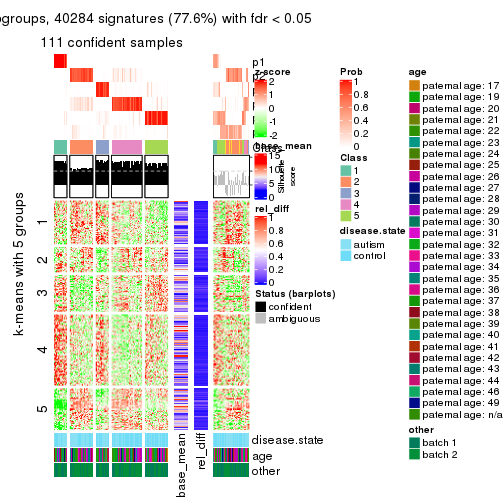 groups, 40284 signatures (77.6%) with fdr < 0.05
111 confident samples
k-means with 5 groups
1
2
3
4
5
p1
z-score
2
1
0
-1
-2
Class
base_mean
15
10
5
0
Silhouette score
rel_diff
1
0.8
0.6
0.4
0.2
0
Status (barplots)
confident
ambiguous
disease.state
age
other
base_mean
rel_diff
Prob
1
0.8
0.6
0.4
0.2
0
Class
1
2
3
4
5
disease.state
autism
control
age
paternal age: 17
paternal age: 19
paternal age: 20
paternal age: 21
paternal age: 22
paternal age: 23
paternal age: 24
paternal age: 25
paternal age: 26
paternal age: 27
paternal age: 28
paternal age: 29
paternal age: 30
paternal age: 31
paternal age: 32
paternal age: 33
paternal age: 34
paternal age: 35
paternal age: 36
paternal age: 37
paternal age: 38
paternal age: 39
paternal age: 40
paternal age: 41
paternal age: 42
paternal age: 43
paternal age: 44
paternal age: 46
paternal age: 49
paternal age: n/a
other
batch 1
batch 2